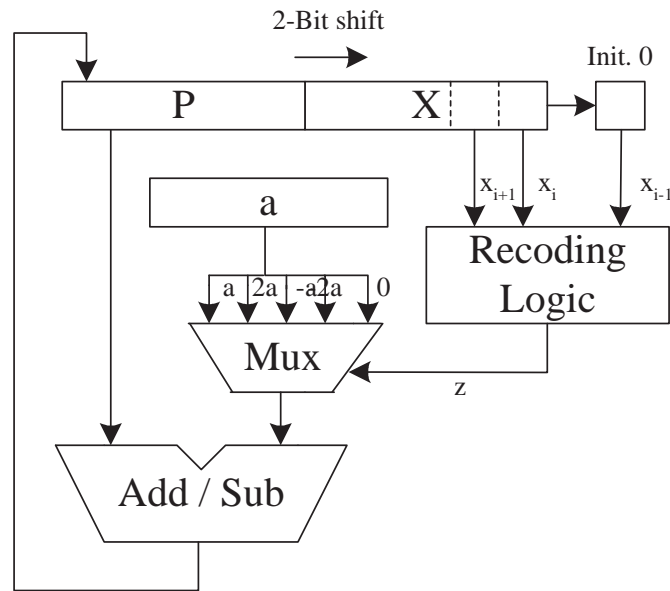 2-Bit shift
Init. 0
P X
x_{i+1} x_i x_{i-1}
a
Recoding
Logic
a 2a -a -2a 0
Mux
z
Add / Sub